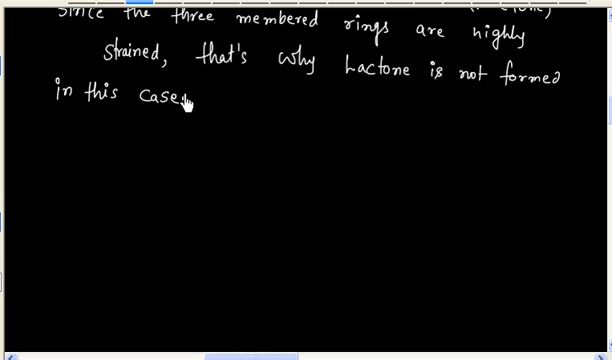 Since the three membered rings are highly
strained, that's why Lactone is not formed
in this case.